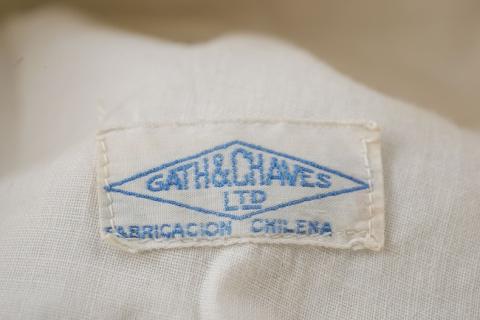 GATH & CHAVES
LTD
FABRICACION CHILENA